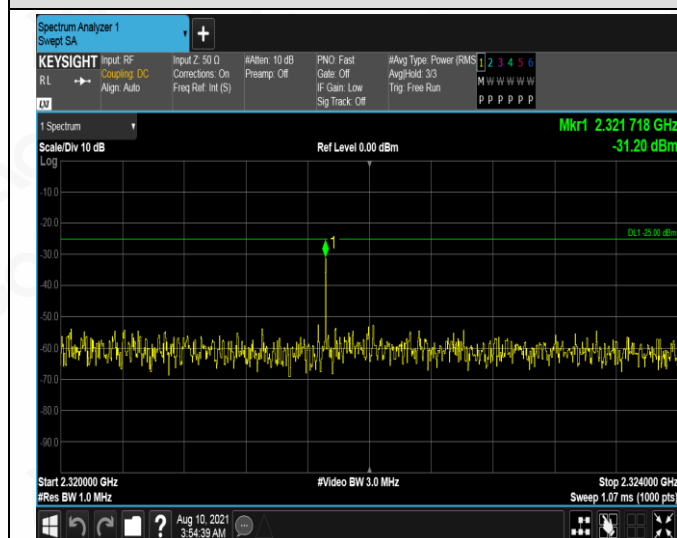 Spectrum Analyzer 1
Swept SA
+
KEYSIGHT
RL
Input: RF
Coupling: DC
Align: Auto
Input Z: 50 Ω
Corrections: On
Freq Ref: Int (S)
#Atten: 10 dB
Preamp: Off
PNO: Fast
Gate: Off
IF Gain: Low
Sig Track: Off
#Avg Type: Power (RMS
Avg|Hold: 3/3
Trig: Free Run
1 2 3 4 5 6
M W W W W W
P P P P P P
LXI
1 Spectrum
Mkr1 2.321 718 GHz
Scale/Div 10 dB
Ref Level 0.00 dBm
-31.20 dBm
Log
-10.0
-20.0
DL1 -25.00 dBm
1
-30.0
-40.0
-50.0
-60.0
-70.0
-80.0
-90.0
Start 2.320000 GHz
#Video BW 3.0 MHz
Stop 2.324000 GHz
#Res BW 1.0 MHz
Sweep 1.07 ms (1000 pts)
?
Aug 10, 2021
3:54:39 AM